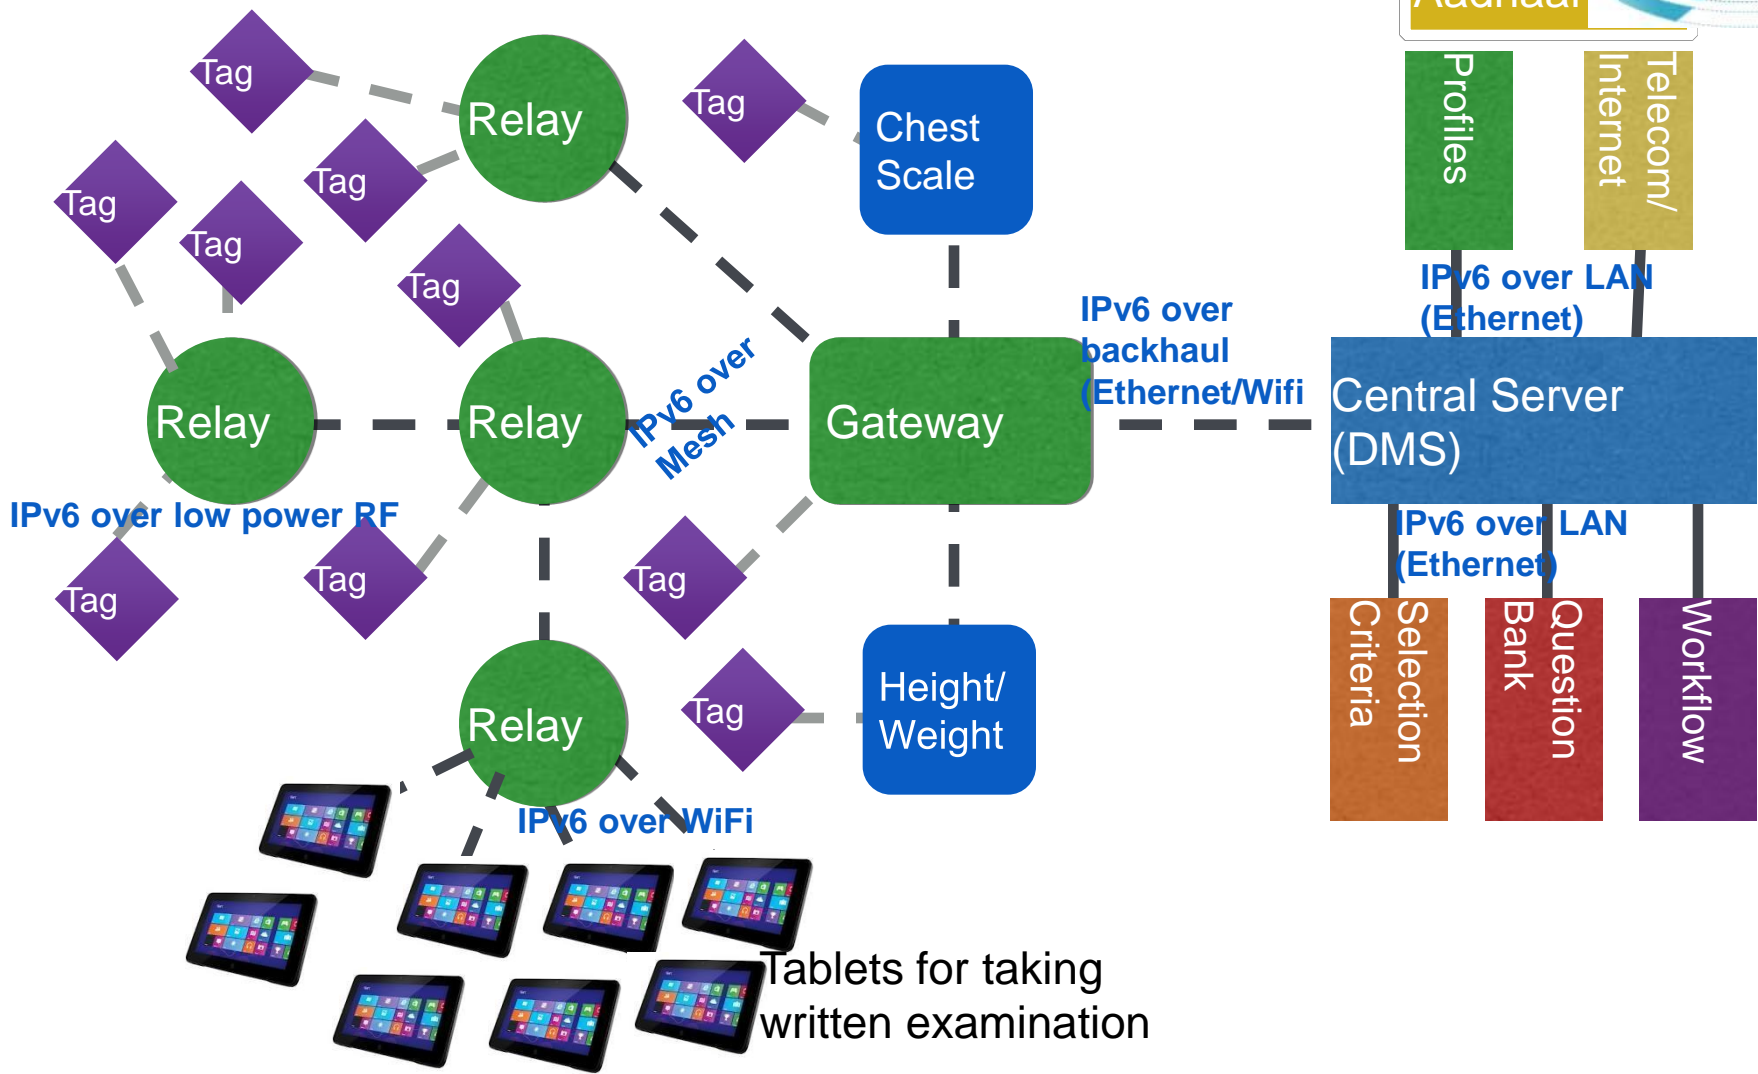 Aadhaar
Tag
Relay
Tag
Chest
Scale
Profiles
Telecom/
Internet
Tag
Tag
Tag
Tag
IPv6 over LAN
(Ethernet)
IPv6 over
backhaul
(Ethernet/Wifi
IPv6 over
Mesh
Relay
Relay
Gateway
Central Server
(DMS)
IPv6 over low power RF
IPv6 over LAN
(Ethernet)
Tag
Tag
Tag
Selection
Criteria
Question
Bank
Workflow
Relay
Tag
Height/
Weight
IPv6 over WiFi
Tablets for taking
written examination